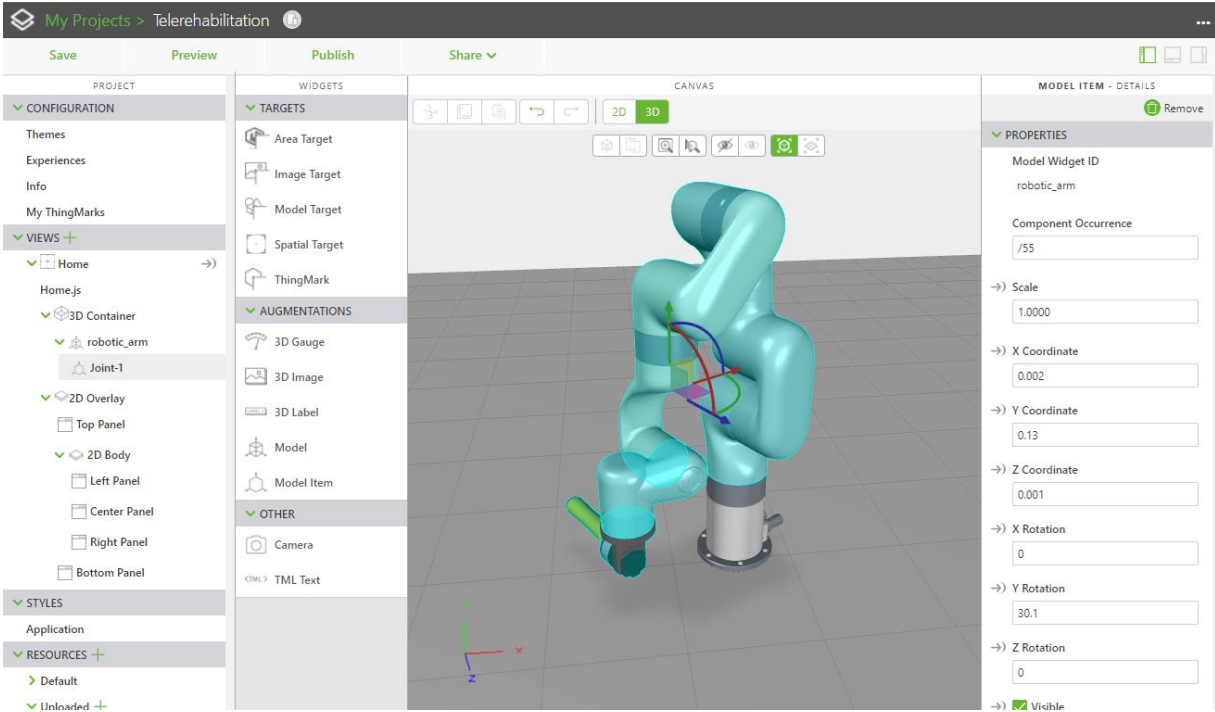 My Projects > Telerehabilitation
Save Preview Publish Share
PROJECT
CONFIGURATION
Themes
Experiences
Info
My ThingMarks
VIEWS
Home
Home.js
3D Container
robotic_arm
Joint-1
2D Overlay
Top Panel
2D Body
Left Panel
Center Panel
Right Panel
Bottom Panel
STYLES
Application
RESOURCES
Default
Uploaded
WIDGETS
TARGETS
Area Target
Image Target
Model Target
Spatial Target
ThingMark
AUGMENTATIONS
3D Gauge
3D Image
3D Label
Model
Model Item
OTHER
Camera
<TML> TML Text
CANVAS
2D 3D
X
Z
MODEL ITEM - DETAILS
Remove
PROPERTIES
Model Widget ID
robotic_arm
Component Occurrence
/55
Scale
1.0000
X Coordinate
0.002
Y Coordinate
0.13
Z Coordinate
0.001
X Rotation
0
Y Rotation
30.1
Z Rotation
0
Visible